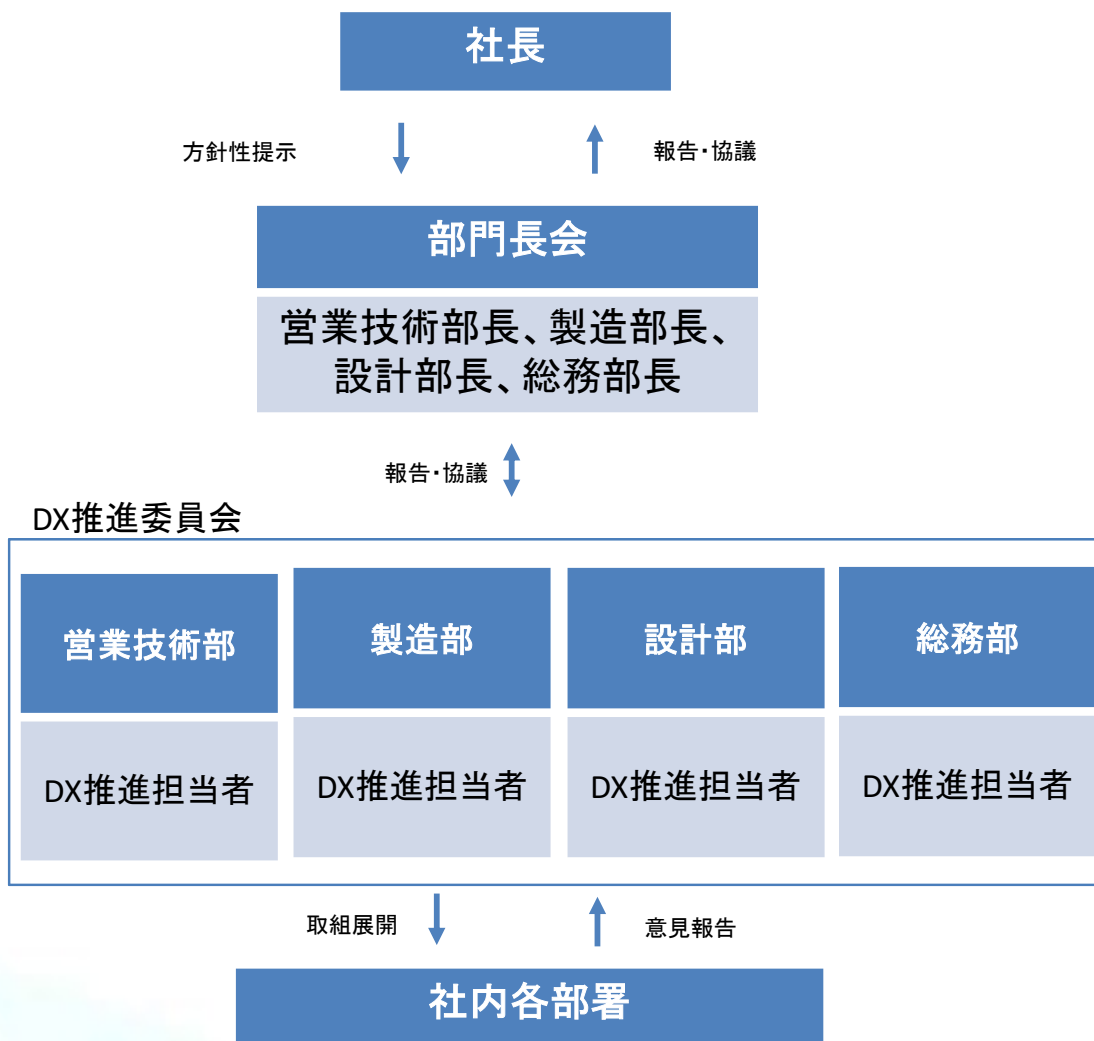 社長
方針性提示
報告・協議
部門長会
営業技術部長、製造部長、
設計部長、総務部長
報告・協議
DX推進委員会
営業技術部
製造部
設計部
総務部
DX推進担当者
DX推進担当者
DX推進担当者
DX推進担当者
取組展開
意見報告
社内各部署